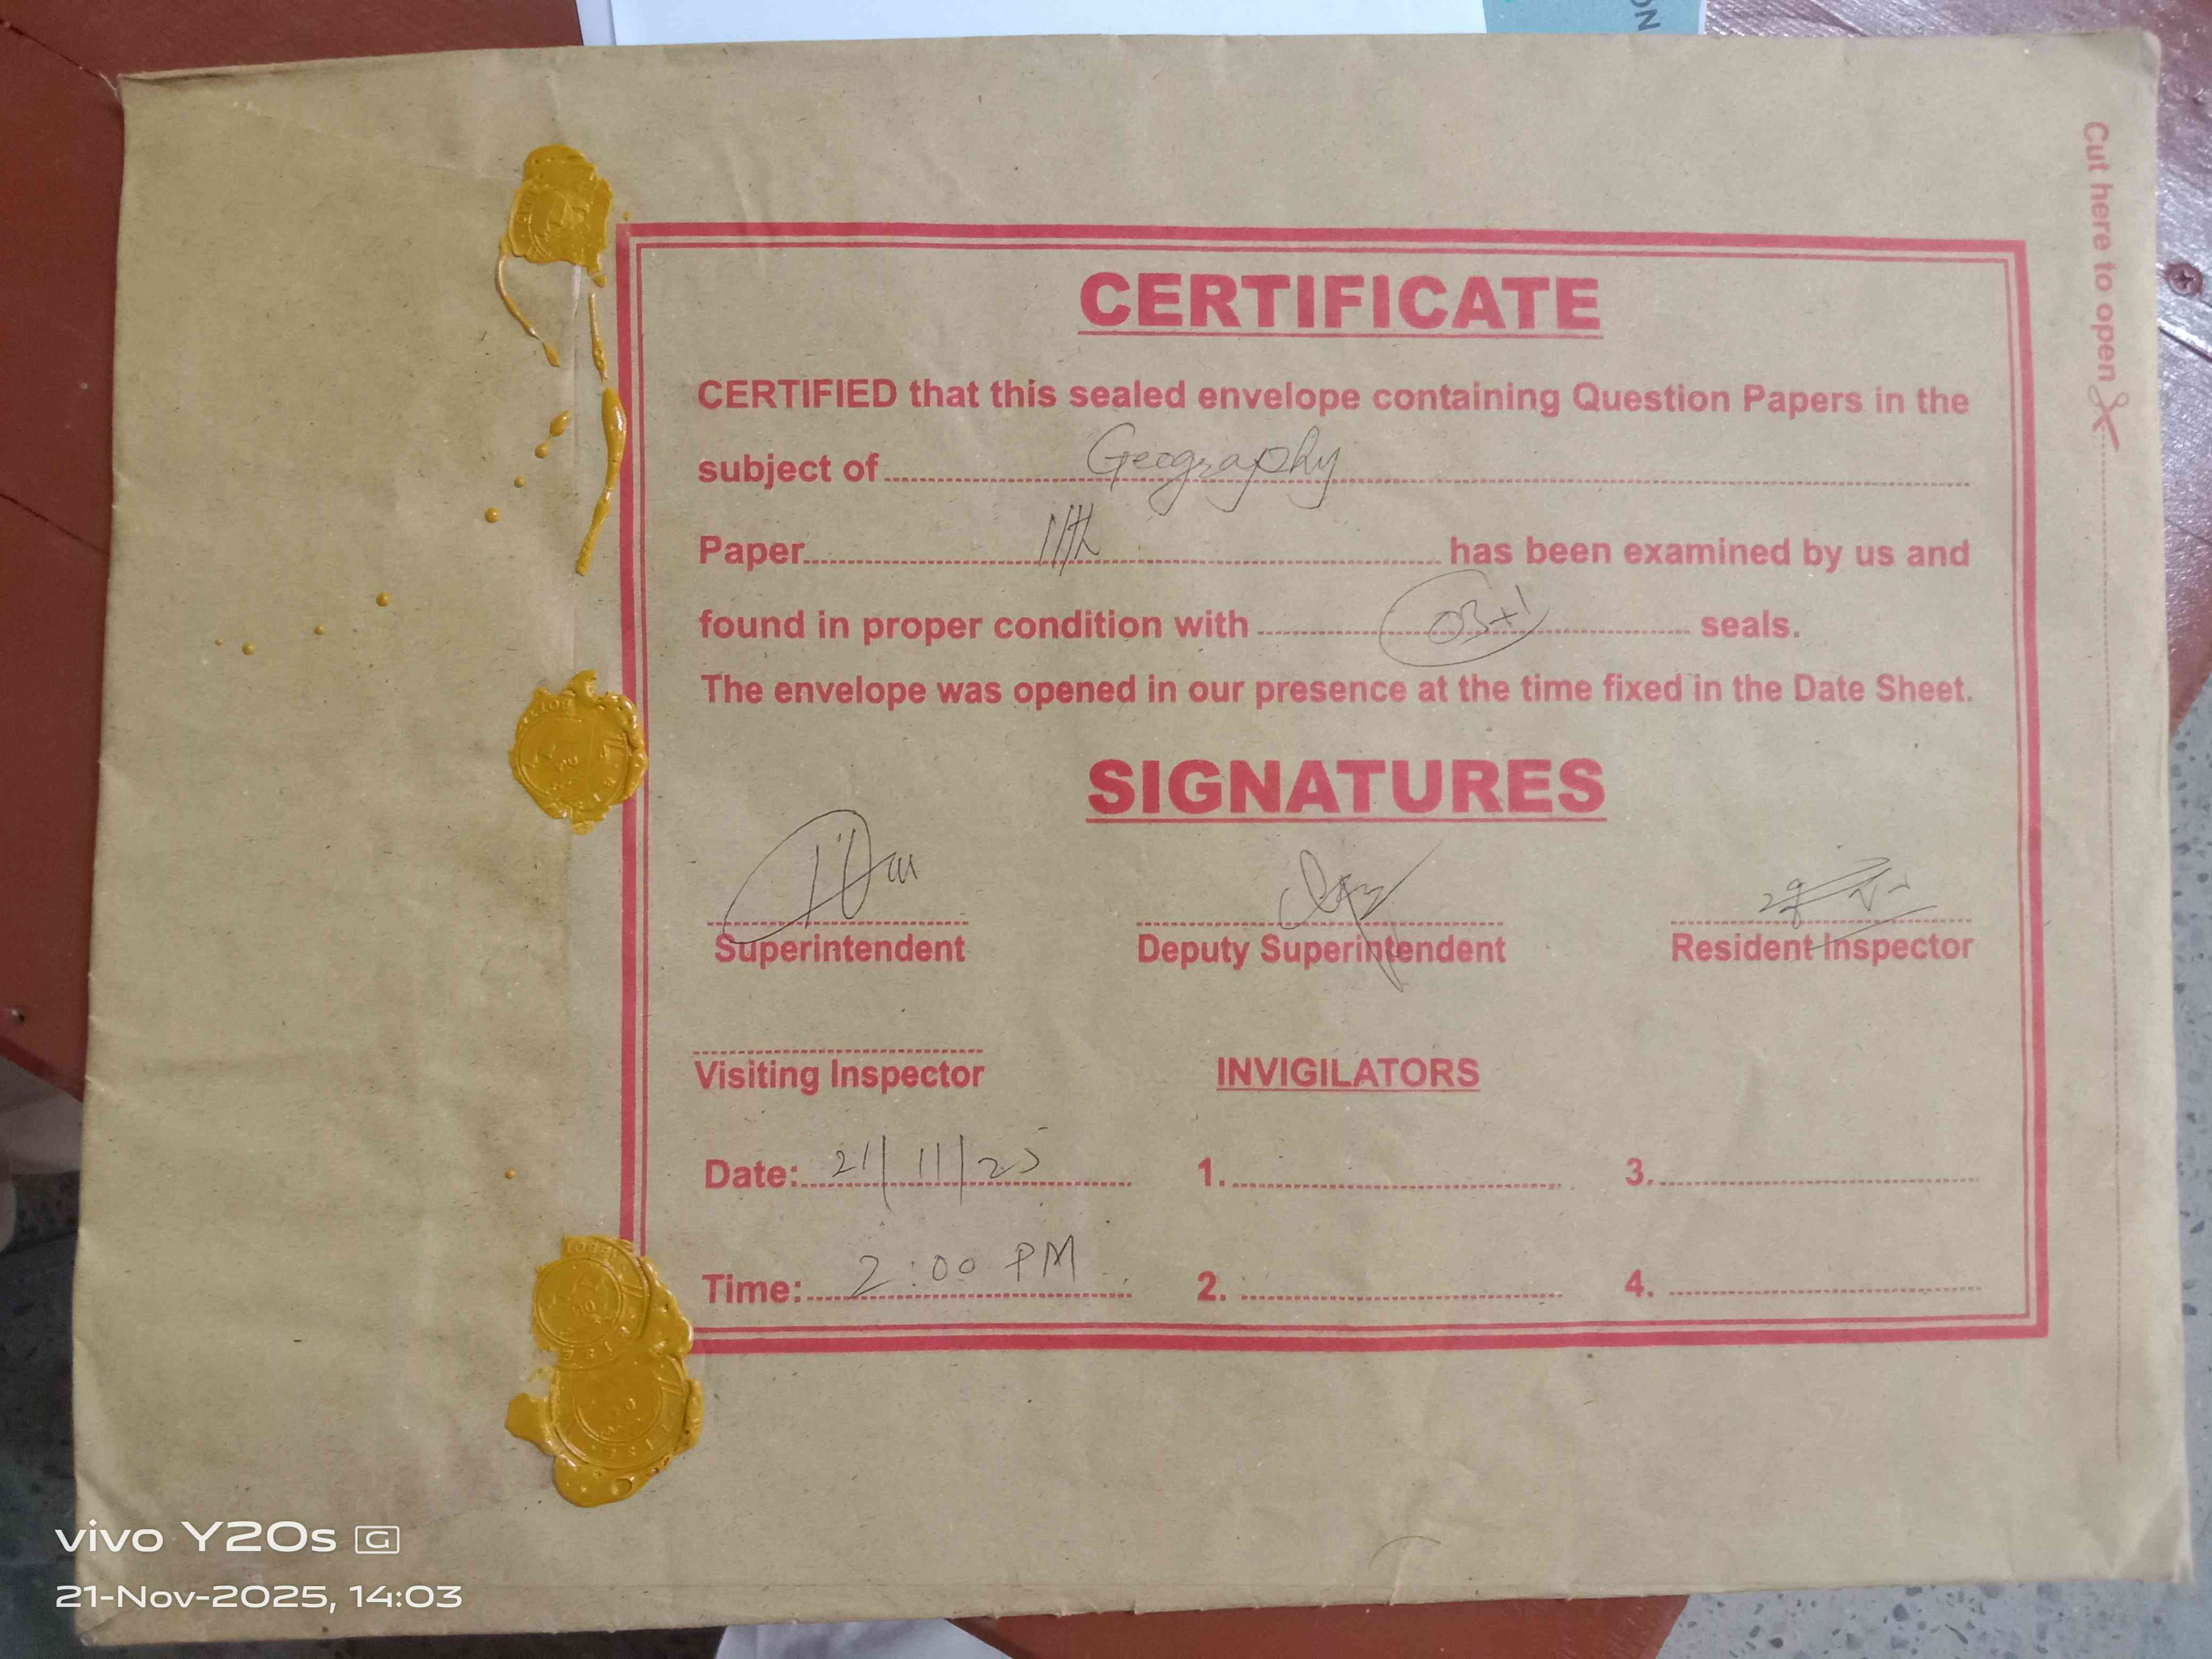 CERTIFICATE
CERTIFIED that this sealed envelope containing Question Papers in the
subject of Geography
Paper 11th has been examined by us and
found in proper condition with 03+1 seals.
The envelope was opened in our presence at the time fixed in the Date Sheet.
SIGNATURES
Superintendent Deputy Superintendent Resident Inspector
Visiting Inspector INVIGILATORS
Date: 21/11/25 1. 3.
Time: 2:00 PM 2. 4.
Cut here to open
ON
vivo Y20s G
21-Nov-2025, 14:03